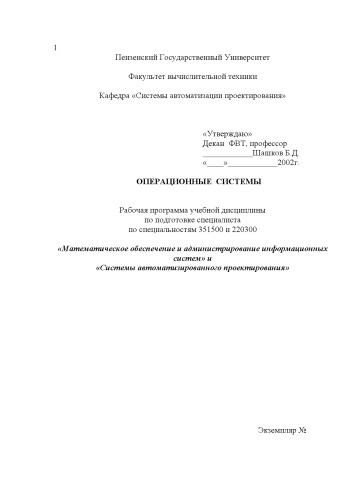 1
Пензенский Государственный Университет
Факультет вычислительной техники
Кафедра «Системы автоматизации проектирования»
«Утверждаю»
Декан ФВТ, профессор
____________Шашков Б.Д.
«____»____________2002г.
ОПЕРАЦИОННЫЕ СИСТЕМЫ
Рабочая программа учебной дисциплины
по подготовке специалиста
по специальностям 351500 и 220300
«Математическое обеспечение и администрирование информационных
систем» и
«Системы автоматизированного проектирования»
Экземпляр №